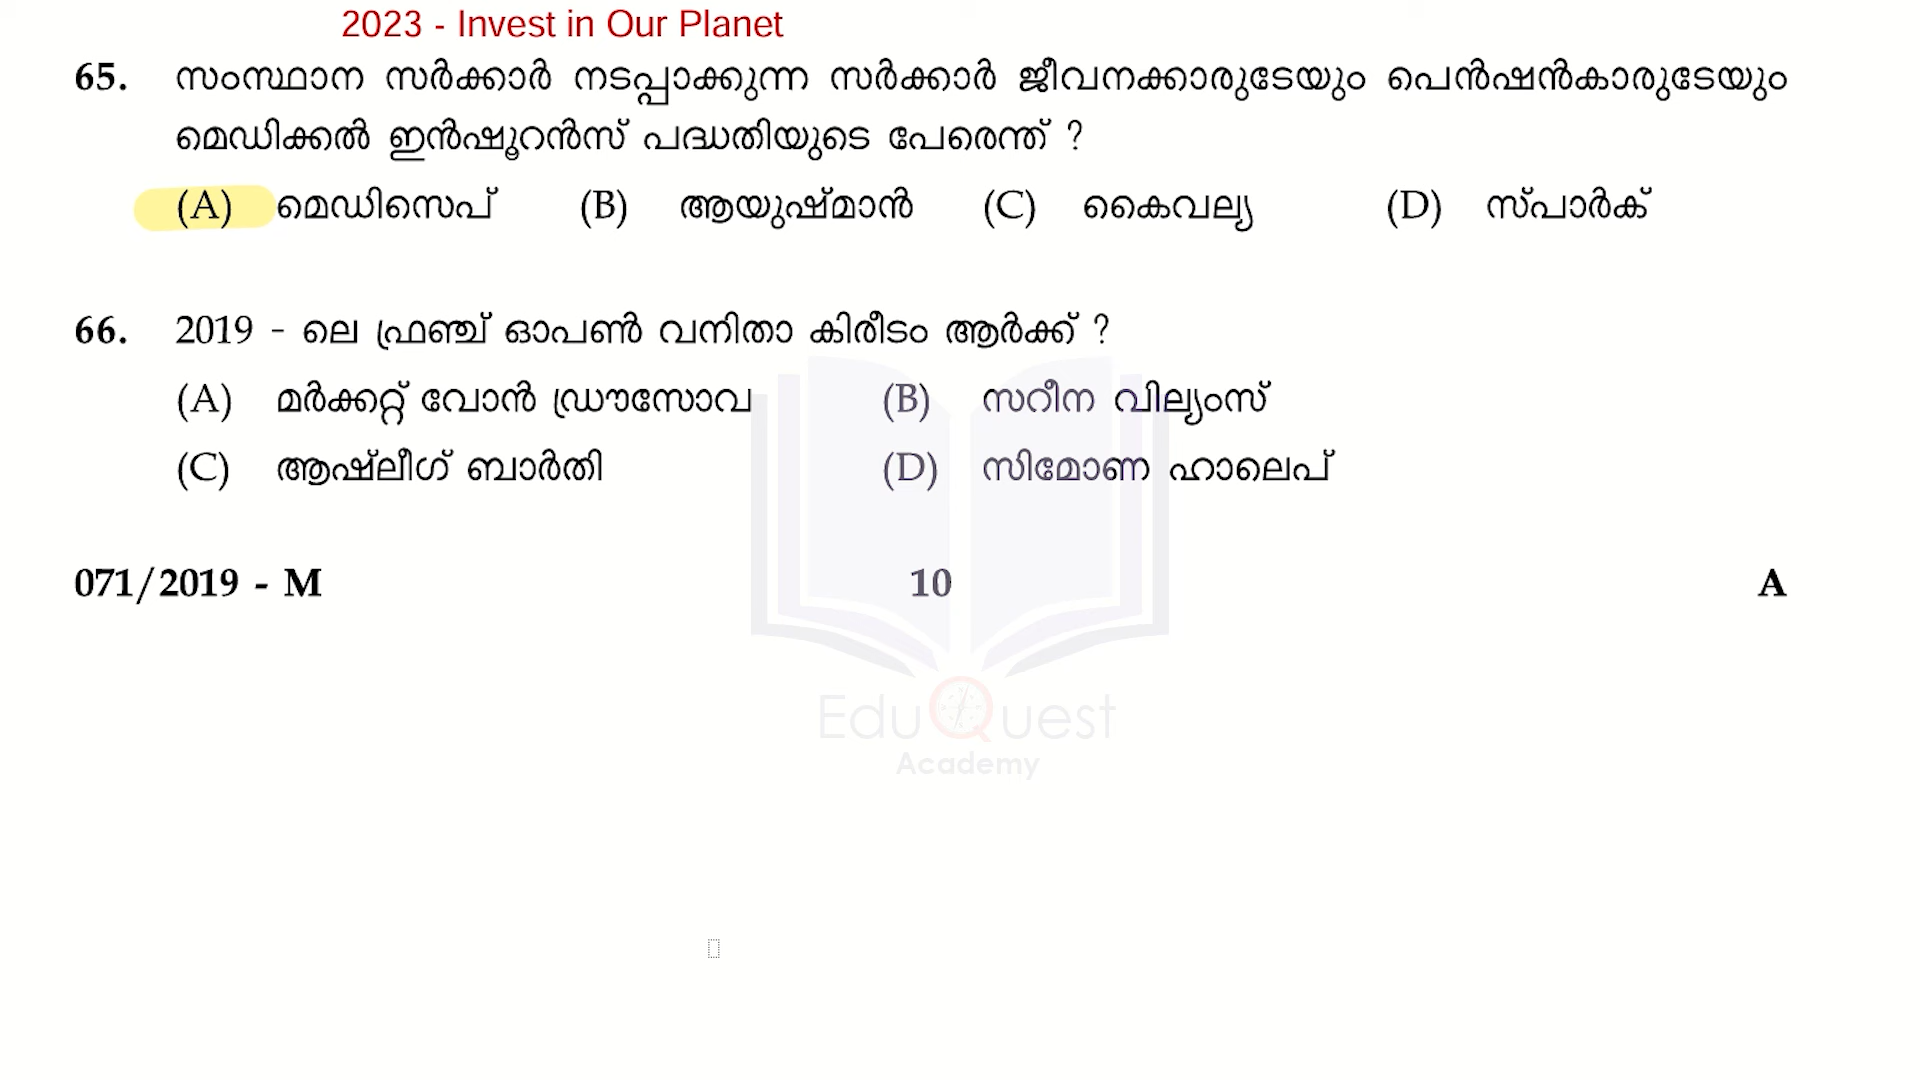 2023 - Invest in Our Planet
65. സംസ്ഥാന സർക്കാർ നടപ്പാക്കുന്ന സർക്കാർ ജീവനക്കാരുടേയും പെൻഷൻകാരുടേയും
മെഡിക്കൽ ഇൻഷൂറൻസ് പദ്ധതിയുടെ പേരെന്ത് ?
(A) മെഡിസെപ് (B) ആയുഷ്മാൻ (C) കൈവല്യ (D) സ്പാർക്
66. 2019 - ലെ ഫ്രഞ്ച് ഓപൺ വനിതാ കിരീടം ആർക്ക് ?
(A) മർക്കറ്റ് വോൻ ഡ്രൗസോവ (B) സറീന വില്യംസ്
(C) ആഷ്ലീഗ് ബാർതി (D) സിമോണ ഹാലെപ്
071/2019 - M 10 A
EduQuest
Academy